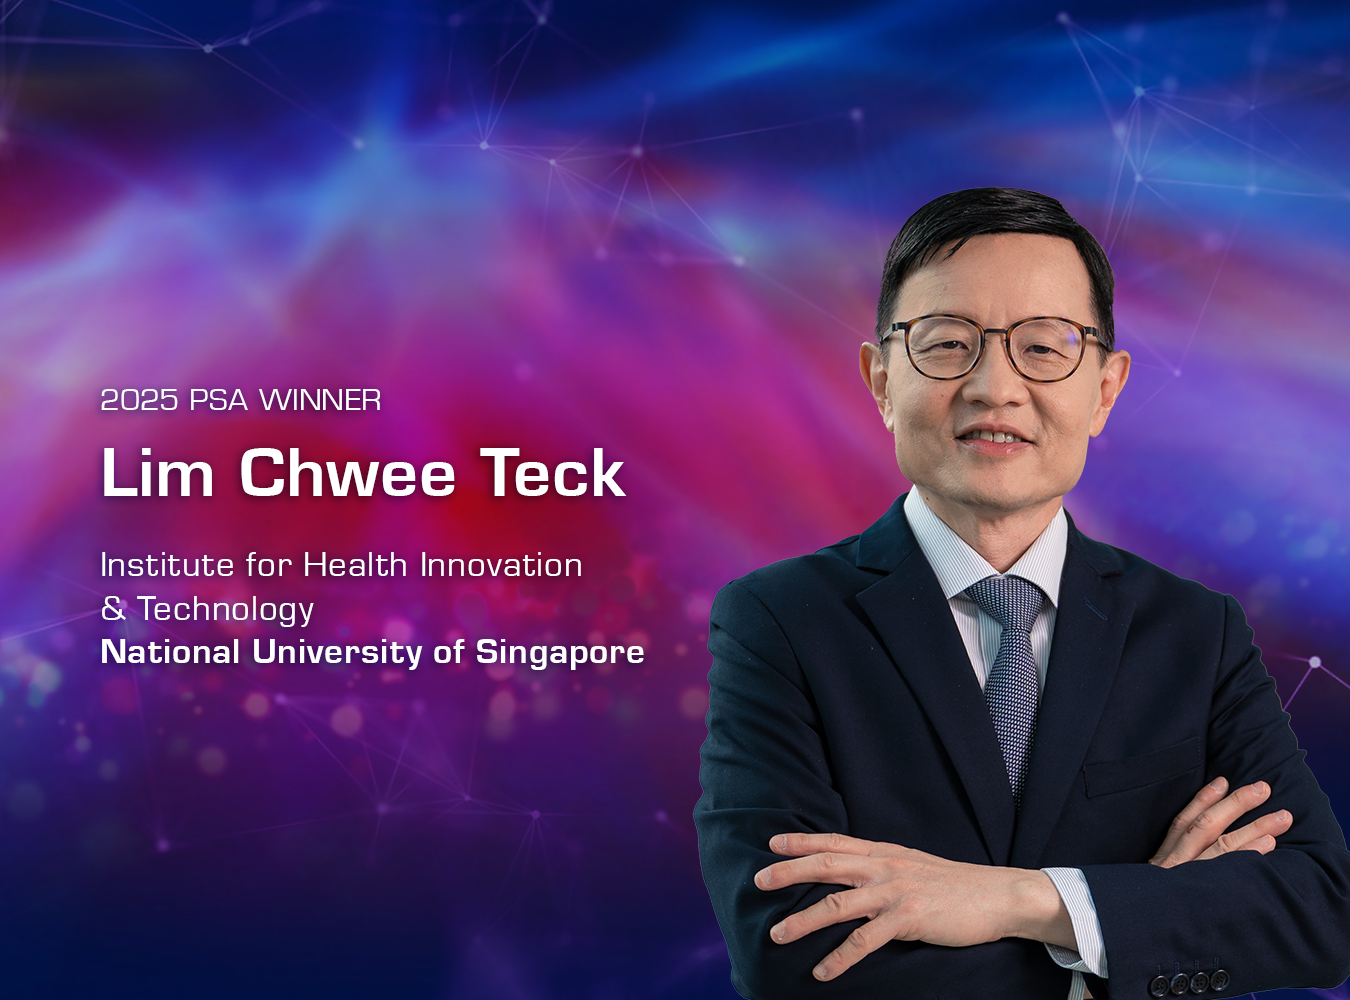 2025 PSA WINNER
Lim Chwee Teck
Institute for Health Innovation
& Technology
National University of Singapore